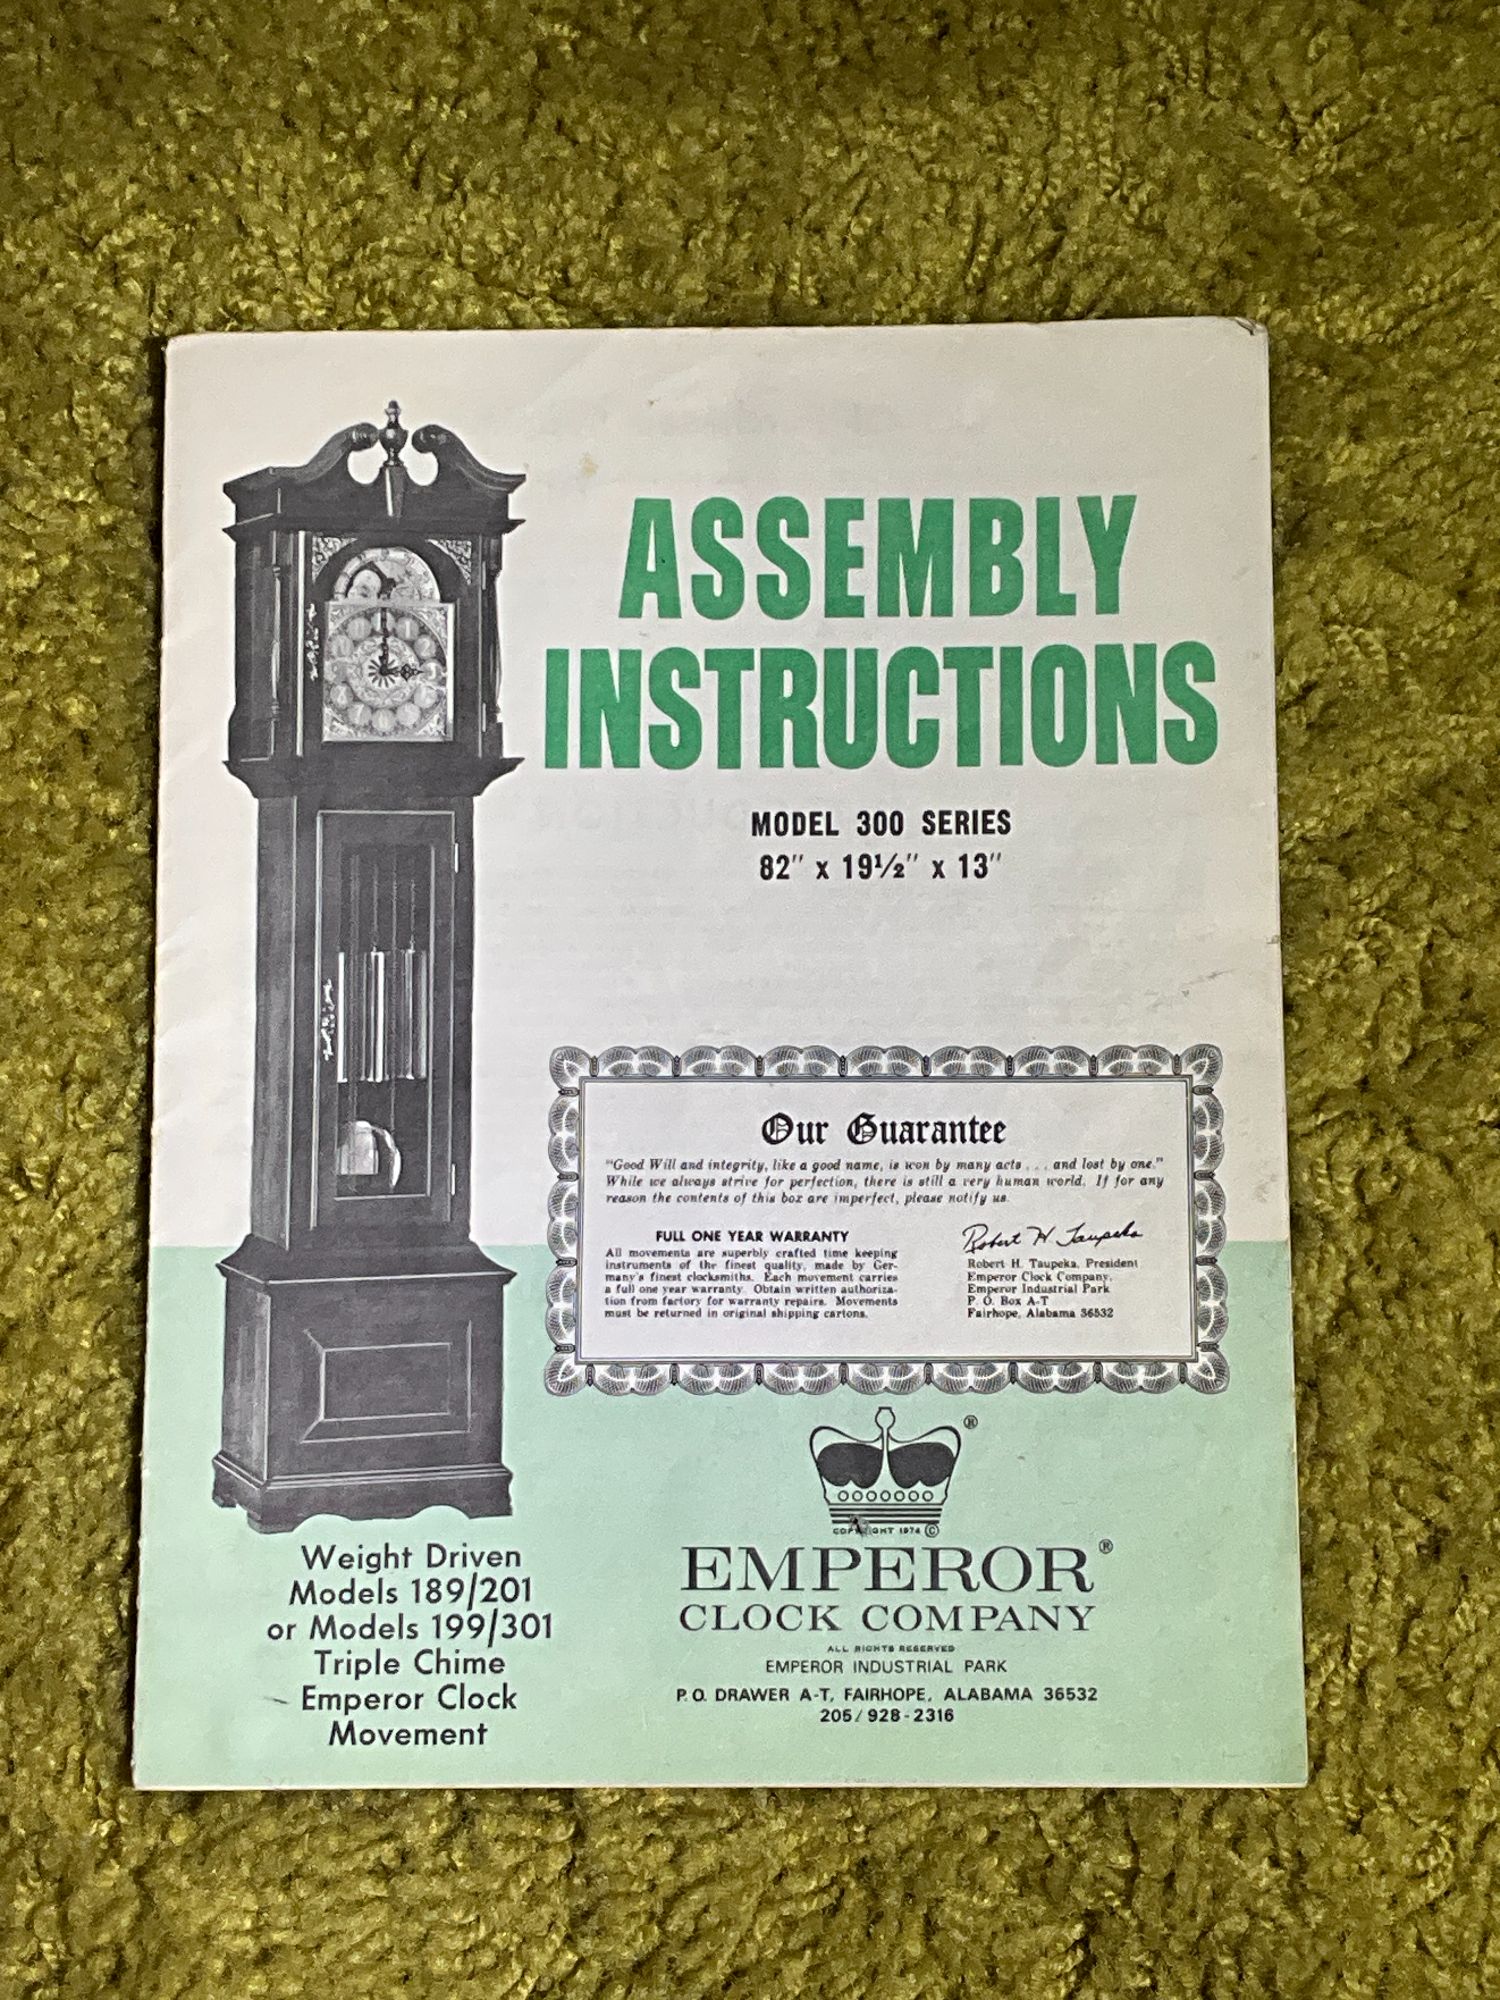 ASSEMBLY
INSTRUCTIONS
MODEL 300 SERIES
82" x 19½" x 13"
Our Guarantee
"Good Will and integrity, like a good name, is won by many acts . . . and lost by one."
While we always strive for perfection, there is still a very human world. If for any
reason the contents of this box are imperfect, please notify us.
FULL ONE YEAR WARRANTY
All movements are superbly crafted time keeping
instruments of the finest quality, made by Ger-
many's finest clocksmiths. Each movement carries
a full one year warranty. Obtain written authoriza-
tion from factory for warranty repairs. Movements
must be returned in original shipping cartons.
Robert H Taupeka
Robert H. Taupeka, President
Emperor Clock Company,
Emperor Industrial Park
P. O. Box A-T
Fairhope, Alabama 36532
®
COPYRIGHT 1974 ©
EMPEROR®
CLOCK COMPANY
ALL RIGHTS RESERVED
EMPEROR INDUSTRIAL PARK
P.O. DRAWER A-T, FAIRHOPE, ALABAMA 36532
205/928-2316
Weight Driven
Models 189/201
or Models 199/301
Triple Chime
Emperor Clock
Movement